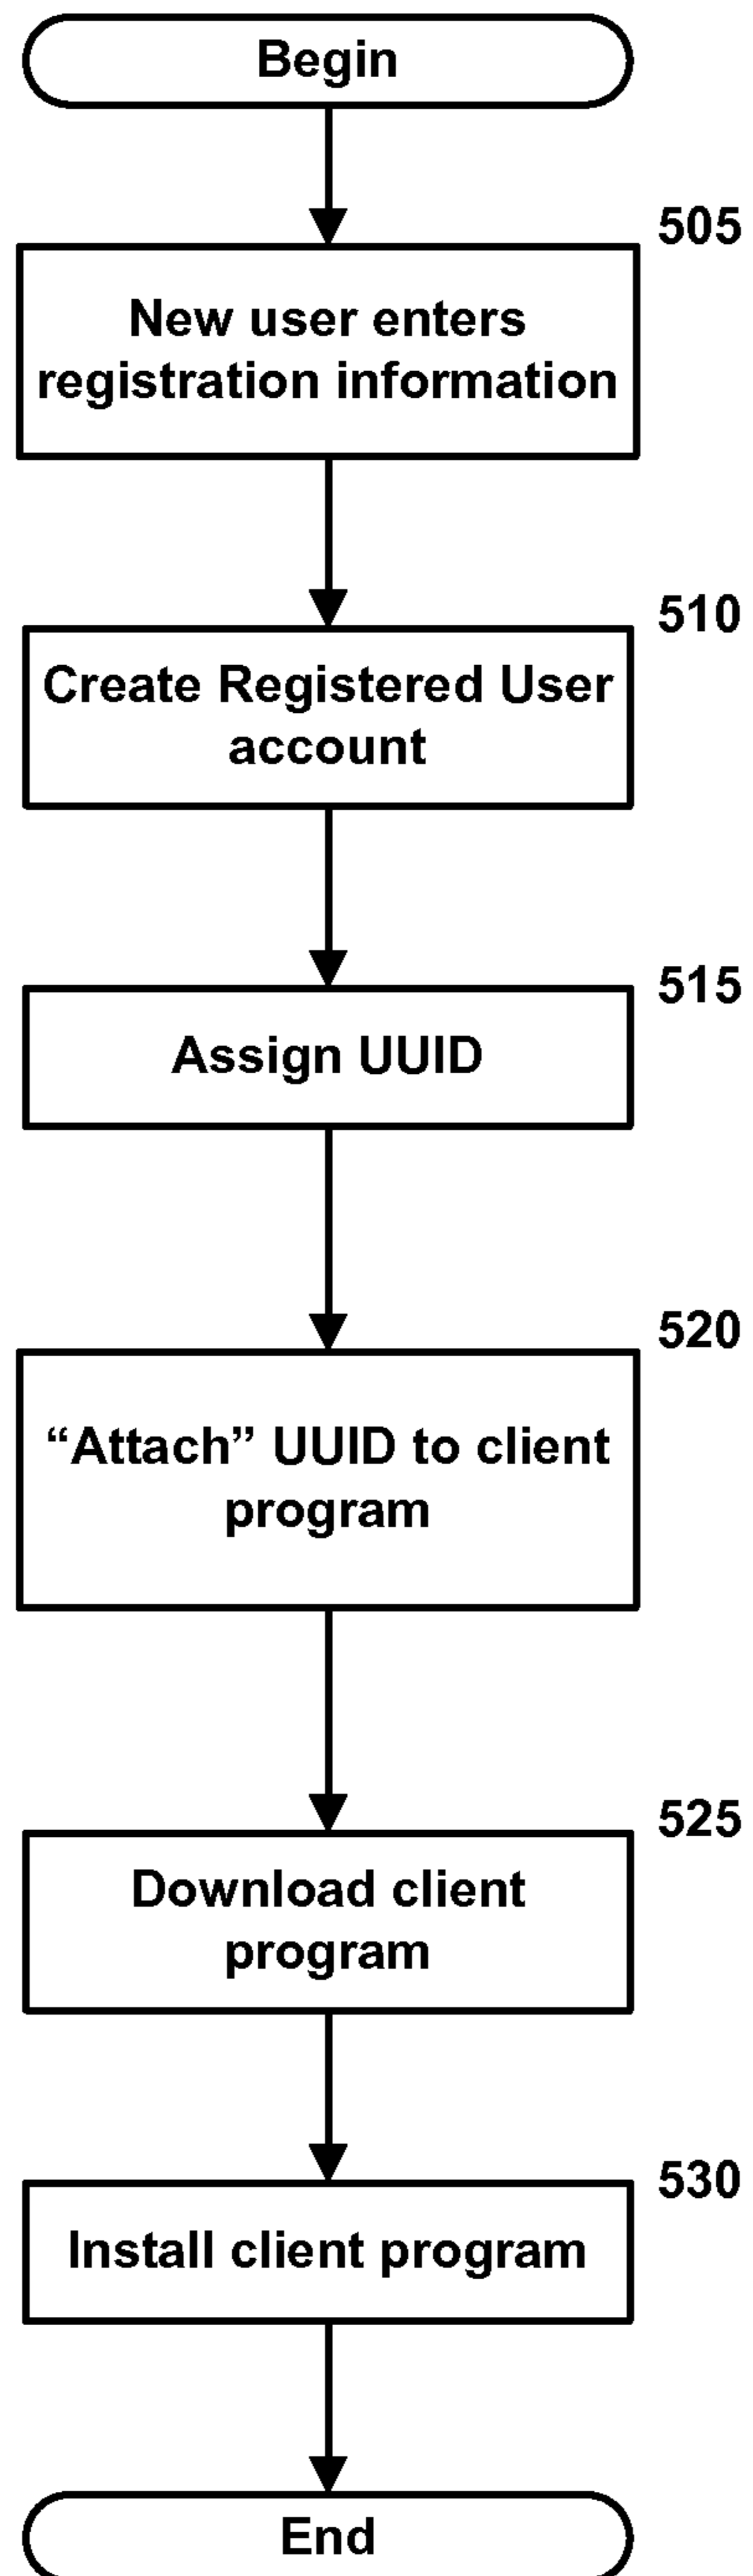 Begin
505
New user enters
registration information
510
Create Registered User
account
515
Assign UUID
520
“Attach” UUID to client
program
525
Download client
program
530
Install client program
End